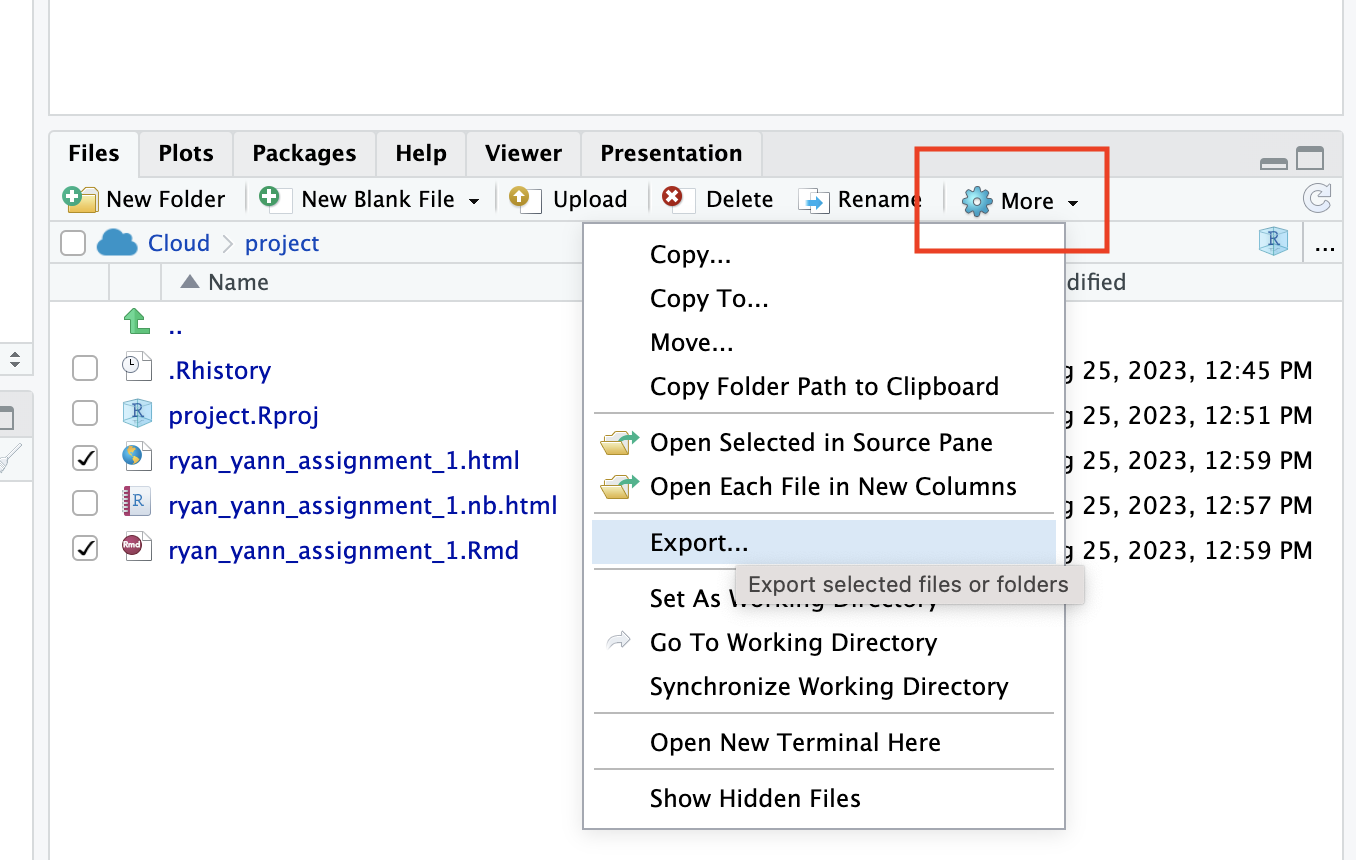 Files Plots Packages Help Viewer Presentation
New Folder New Blank File Upload Delete Rename More
Cloud project ...
Name dified
..
.Rhistory g 25, 2023, 12:45 PM
project.Rproj g 25, 2023, 12:51 PM
ryan_yann_assignment_1.html g 25, 2023, 12:59 PM
ryan_yann_assignment_1.nb.html g 25, 2023, 12:57 PM
ryan_yann_assignment_1.Rmd g 25, 2023, 12:59 PM
Copy...
Copy To...
Move...
Copy Folder Path to Clipboard
Open Selected in Source Pane
Open Each File in New Columns
Export...
Export selected files or folders
Set As Working Directory
Go To Working Directory
Synchronize Working Directory
Open New Terminal Here
Show Hidden Files